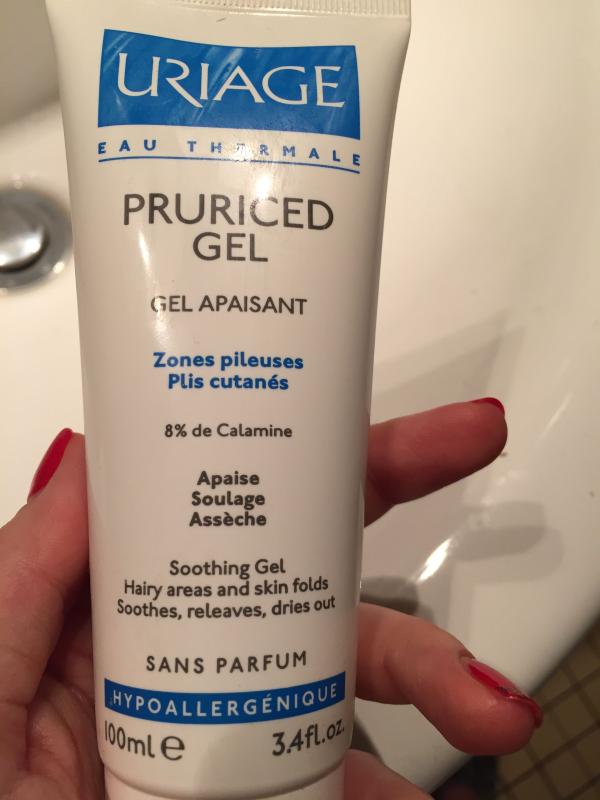 URIAGE
EAU THERMALE
PRURICED
GEL
GEL APAISANT
Zones pileuses
Plis cutanés
8% de Calamine
Apaise
Soulage
Assèche
Soothing Gel
Hairy areas and skin folds
Soothes, releaves, dries out
SANS PARFUM
HYPOALLERGÉNIQUE
100ml e 3.4fl.oz.